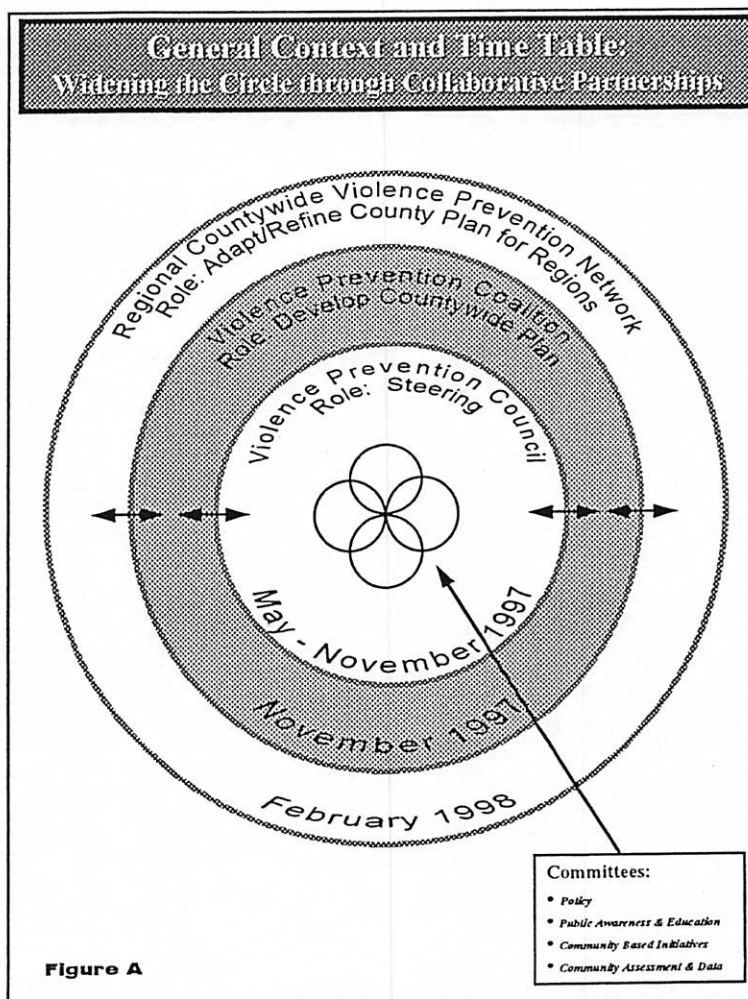 General Context and Time Table:
Widening the Circle through Collaborative Partnerships
Regional Countywide Violence Prevention Network
Role: Adapt/Refine County Plan for Regions
Violence Prevention Coalition
Role: Develop Countywide Plan
Violence Prevention Council
Role: Steering
May - November 1997
November 1997
February 1998
Committees:
• Policy
• Public Awareness & Education
• Community Based Initiatives
• Community Assessment & Data
Figure A